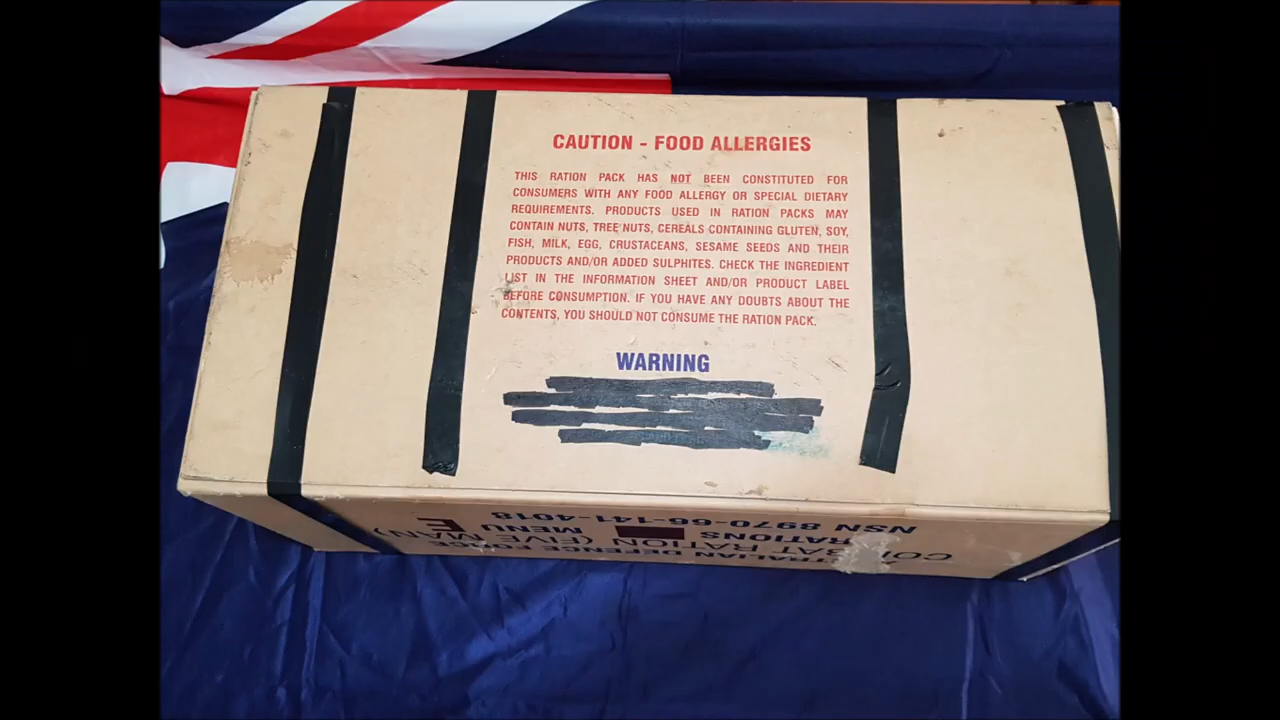 CAUTION - FOOD ALLERGIES
THIS RATION PACK HAS NOT BEEN CONSTITUTED FOR
CONSUMERS WITH ANY FOOD ALLERGY OR SPECIAL DIETARY
REQUIREMENTS. PRODUCTS USED IN RATION PACKS MAY
CONTAIN NUTS, TREE NUTS, CEREALS CONTAINING GLUTEN, SOY,
FISH, MILK, EGG, CRUSTACEANS, SESAME SEEDS AND THEIR
PRODUCTS AND/OR ADDED SULPHITES. CHECK THE INGREDIENT
LIST IN THE INFORMATION SHEET AND/OR PRODUCT LABEL
BEFORE CONSUMPTION. IF YOU HAVE ANY DOUBTS ABOUT THE
CONTENTS, YOU SHOULD NOT CONSUME THE RATION PACK.
WARNING
DEFENCE FORCE
COMBAT RATION (FIVE MAN)
MENU E
NSN 8970-66-141-4018